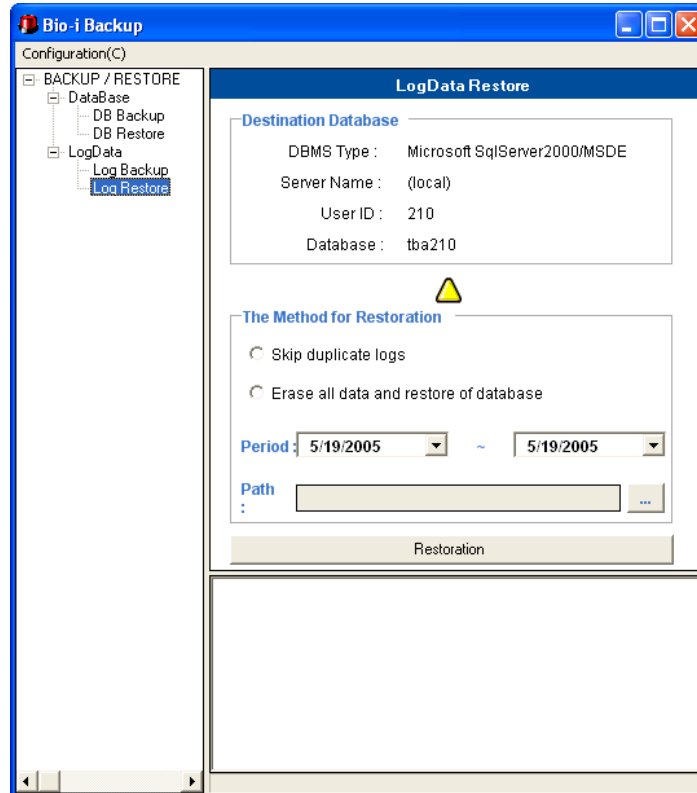 Bio-i Backup
Configuration(C)
BACKUP / RESTORE
DataBase
DB Backup
DB Restore
LogData
Log Backup
Log Restore
LogData Restore
Destination Database
DBMS Type : Microsoft SqlServer2000/MSDE
Server Name : (local)
User ID : 210
Database : tba210
The Method for Restoration
Skip duplicate logs
Erase all data and restore of database
Period : 5/19/2005 ~ 5/19/2005
Path :
...
Restoration